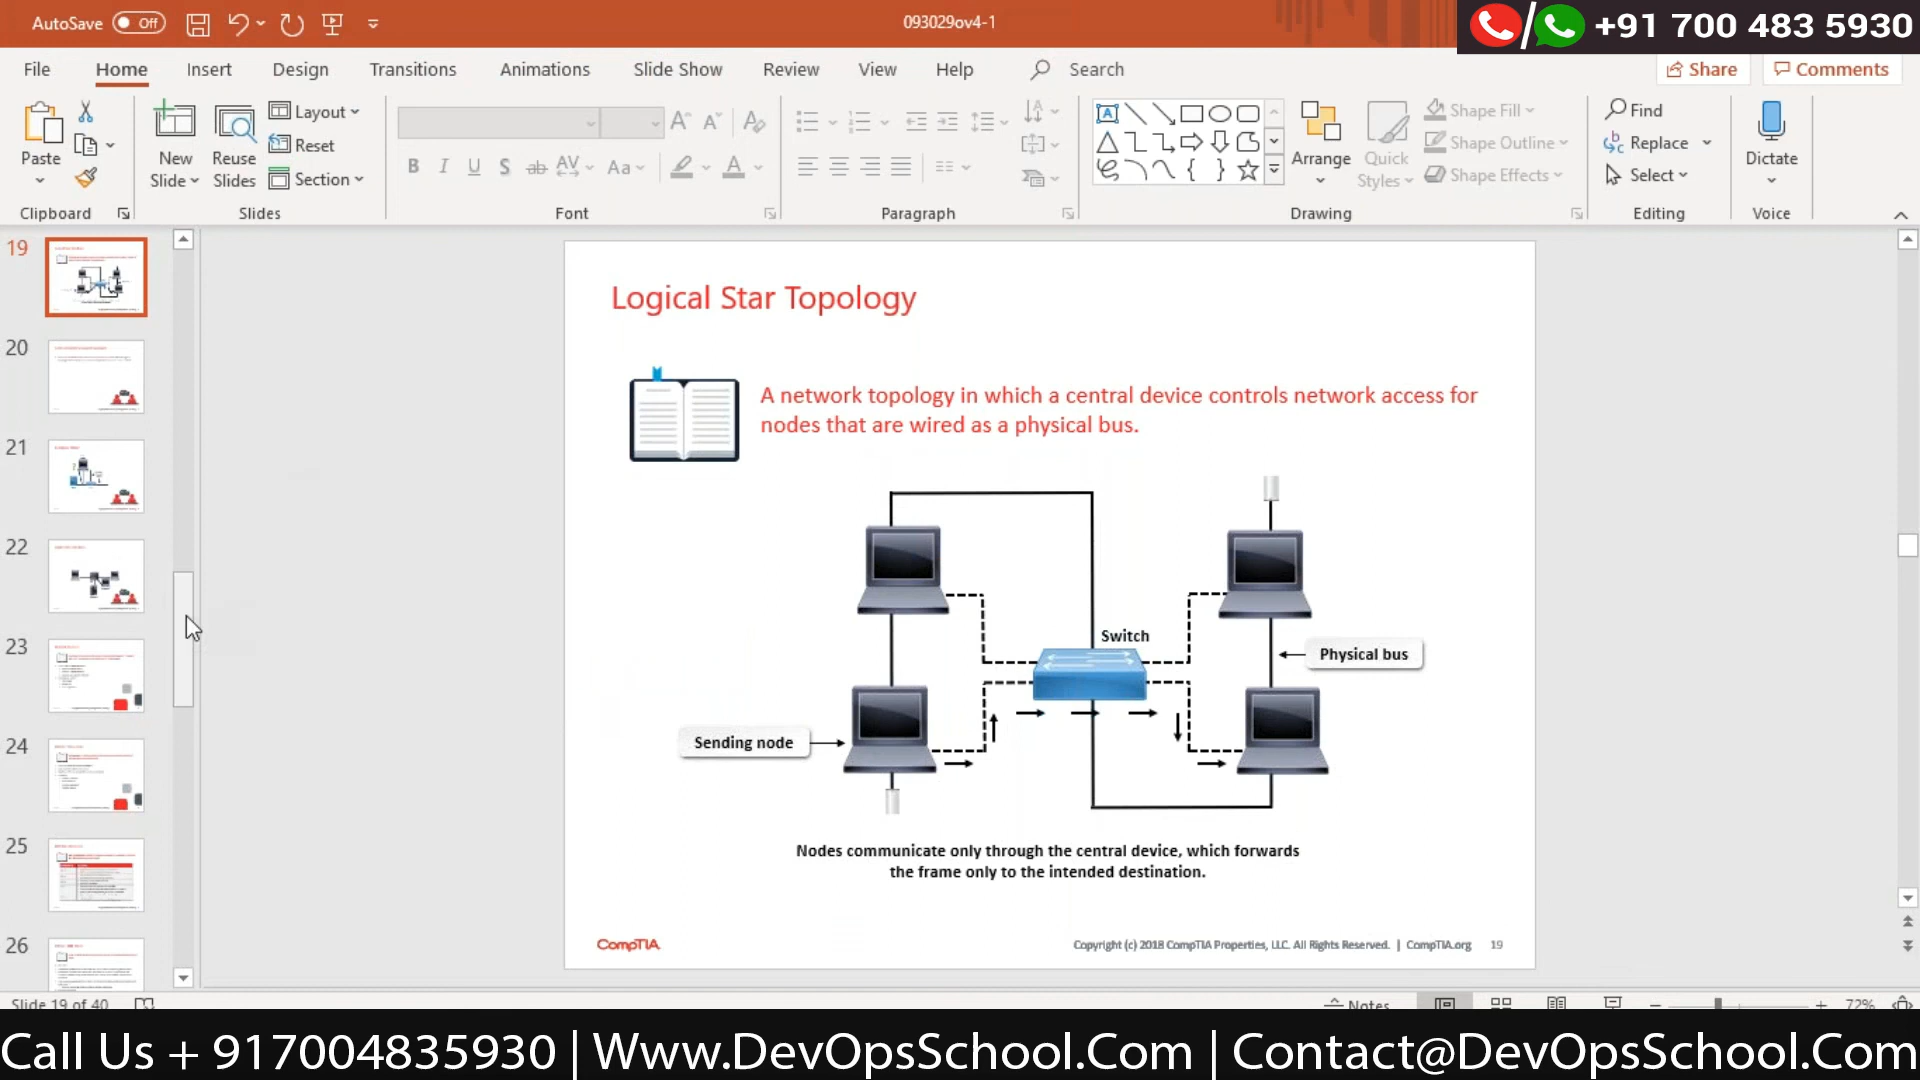 AutoSave Off
093029ov4-1
+91 700 483 5930
File Home Insert Design Transitions Animations Slide Show Review View Help Search Share Comments
Paste
New Slide
Reuse Slides
Layout
Reset
Section
Shape Fill
Shape Outline
Shape Effects
Arrange
Quick Styles
Find
Replace
Select
Dictate
Clipboard Slides Font Paragraph Drawing Editing Voice
19
20
21
22
23
24
25
26
Logical Star Topology
A network topology in which a central device controls network access for
nodes that are wired as a physical bus.
Switch
Physical bus
Sending node
Nodes communicate only through the central device, which forwards
the frame only to the intended destination.
CompTIA.
Copyright (c) 2018 CompTIA Properties, LLC. All Rights Reserved. | CompTIA.org 19
Slide 19 of 40
Notes
72%
Call Us + 917004835930 | Www.DevOpsSchool.Com | Contact@DevOpsSchool.Com